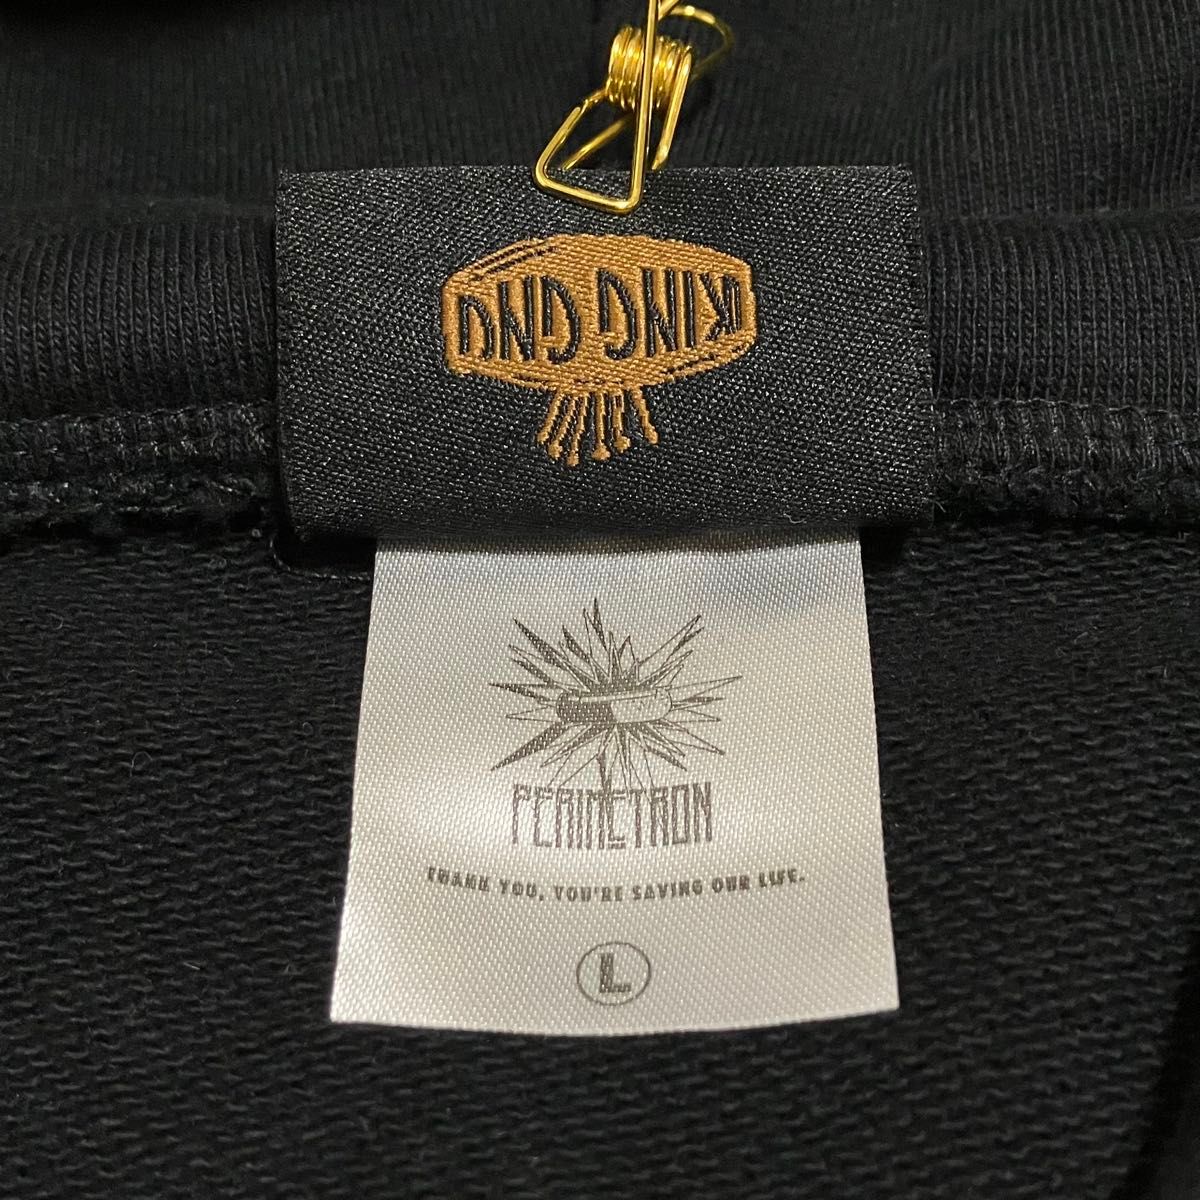 KING GNU
PERIMETRON
THANK YOU, YOU'RE SAVING OUR LIFE.
L